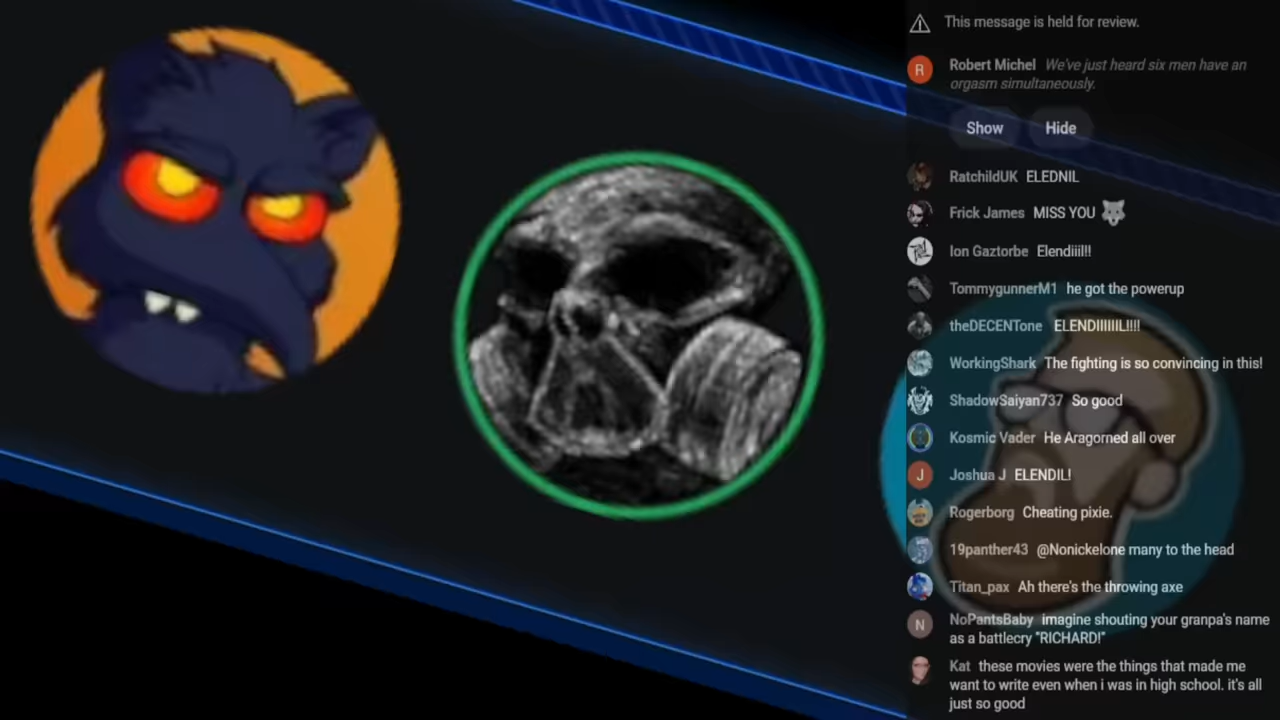 This message is held for review.
R Robert Michel We've just heard six men have an
orgasm simultaneously.
Show Hide
RatchildUK ELEDNIL
Frick James MISS YOU
Ion Gaztorbe Elendiiil!!
TommygunnerM1 he got the powerup
theDECENTone ELENDIIIIIIL!!!!
WorkingShark The fighting is so convincing in this!
ShadowSaiyan737 So good
Kosmic Vader He Aragorned all over
J Joshua J ELENDIL!
Rogerborg Cheating pixie.
19panther43 @Nonickelone many to the head
Titan_pax Ah there's the throwing axe
N NoPantsBaby imagine shouting your granpa's name
as a battlecry "RICHARD!"
Kat these movies were the things that made me
want to write even when i was in high school. it's all
just so good